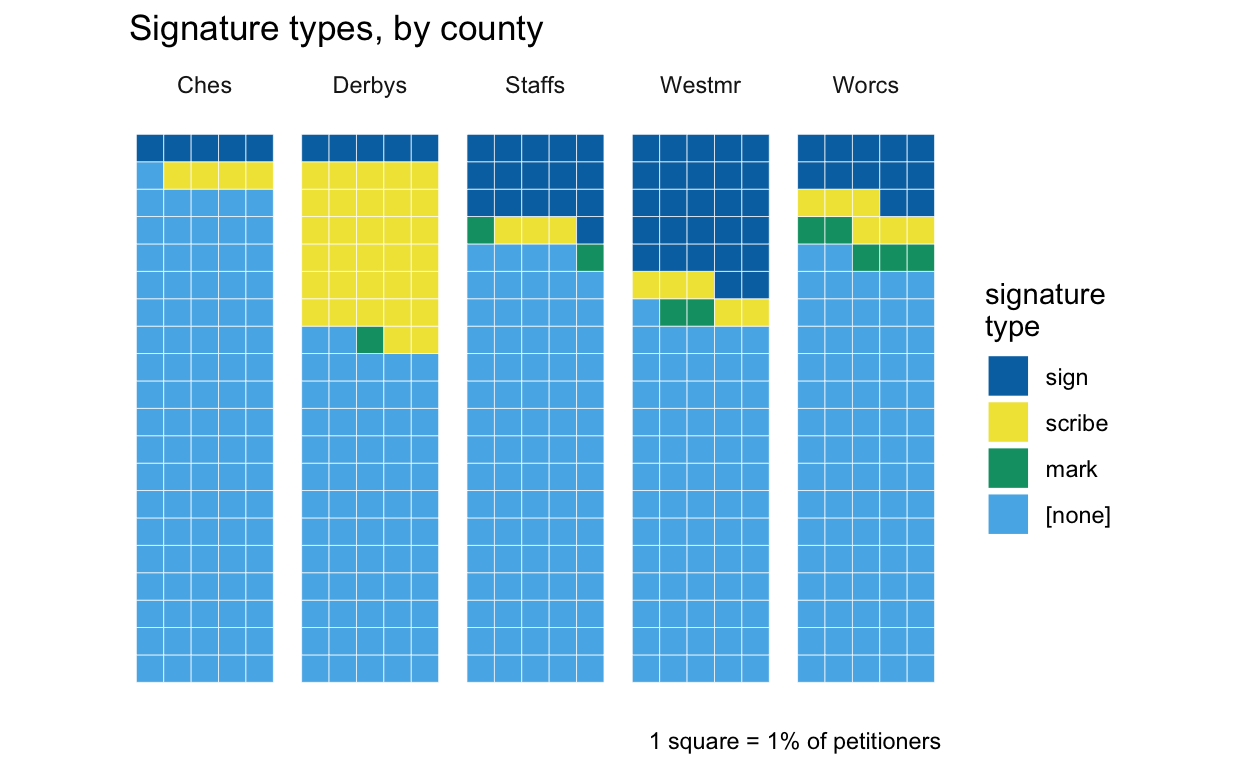 Signature types, by county
Ches Derbys Staffs Westmr Worcs
signature
type
sign
scribe
mark
[none]
1 square = 1% of petitioners